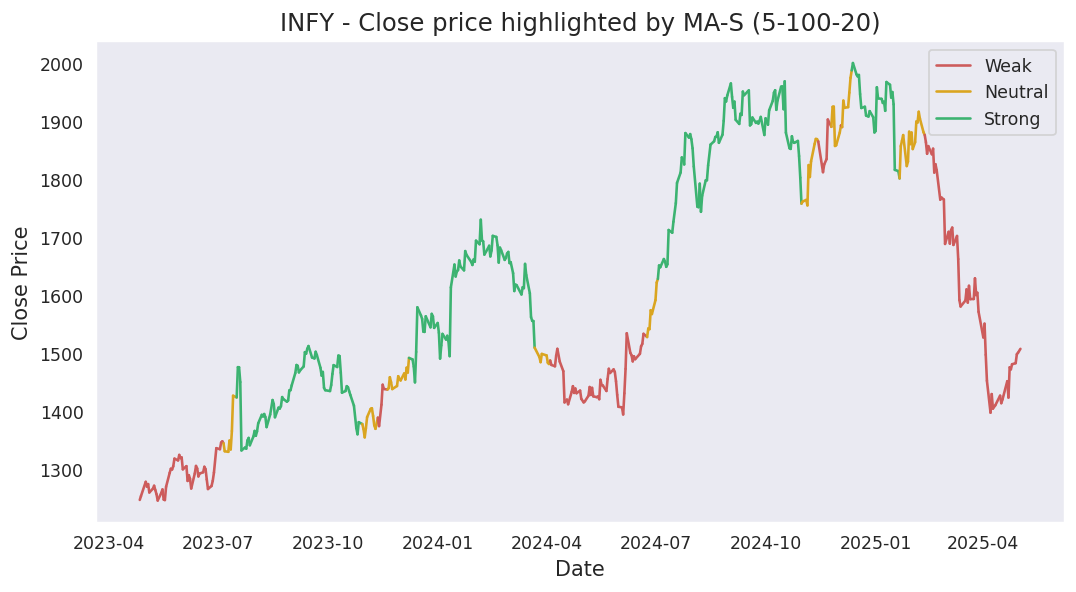 INFY - Close price highlighted by MA-S (5-100-20)
Weak
Neutral
Strong
2000
1900
1800
1700
1600
1500
1400
1300
Close Price
2023-04 2023-07 2023-10 2024-01 2024-04 2024-07 2024-10 2025-01 2025-04
Date